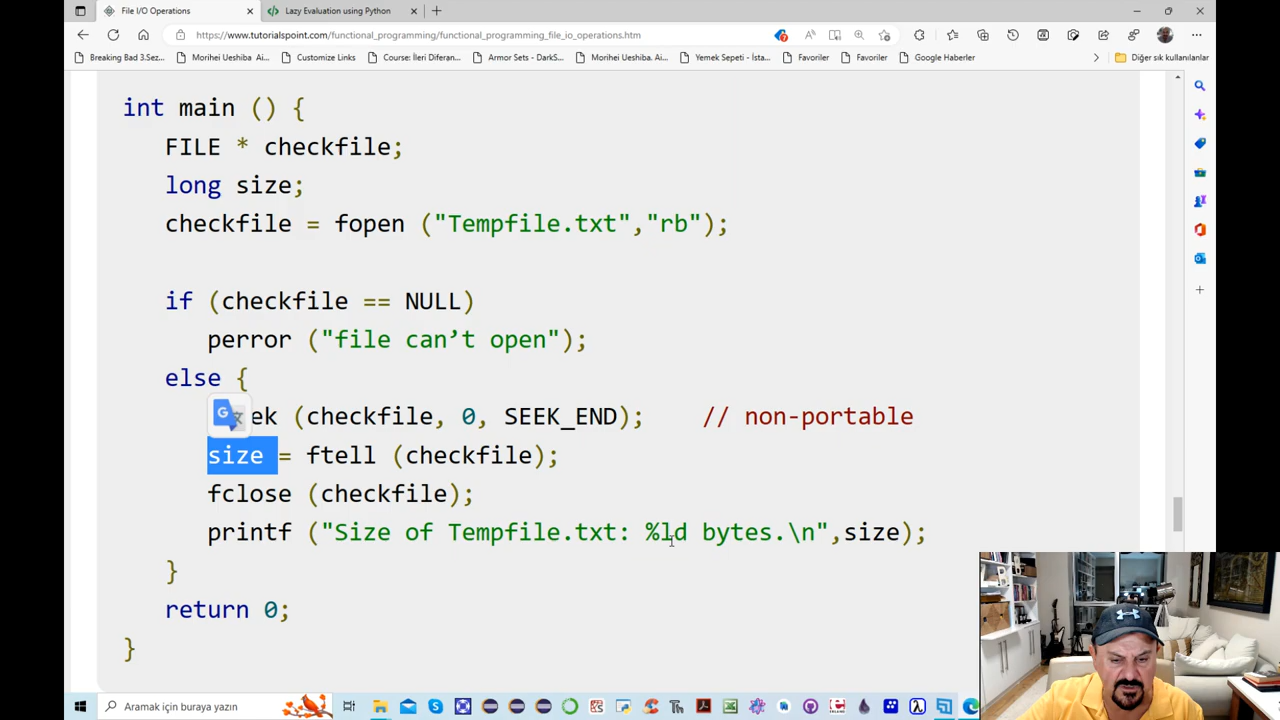 File I/O Operations
Lazy Evaluation using Python
https://www.tutorialspoint.com/functional_programming/functional_programming_file_io_operations.htm
Breaking Bad 3.Sez...
Morihei Ueshiba. Ai...
Customize Links
Course: İleri Diferan...
Armor Sets - DarkS...
Morihei Ueshiba. Ai...
Yemek Sepeti - İsta...
Favoriler
Favoriler
Google Haberler
Diğer sık kullanılanlar
int main () {
FILE * checkfile;
long size;
checkfile = fopen ("Tempfile.txt","rb");
if (checkfile == NULL)
perror ("file can’t open");
else {
ek (checkfile, 0, SEEK_END); // non-portable
size = ftell (checkfile);
fclose (checkfile);
printf ("Size of Tempfile.txt: %ld bytes.\n",size);
}
return 0;
}
Aramak için buraya yazın